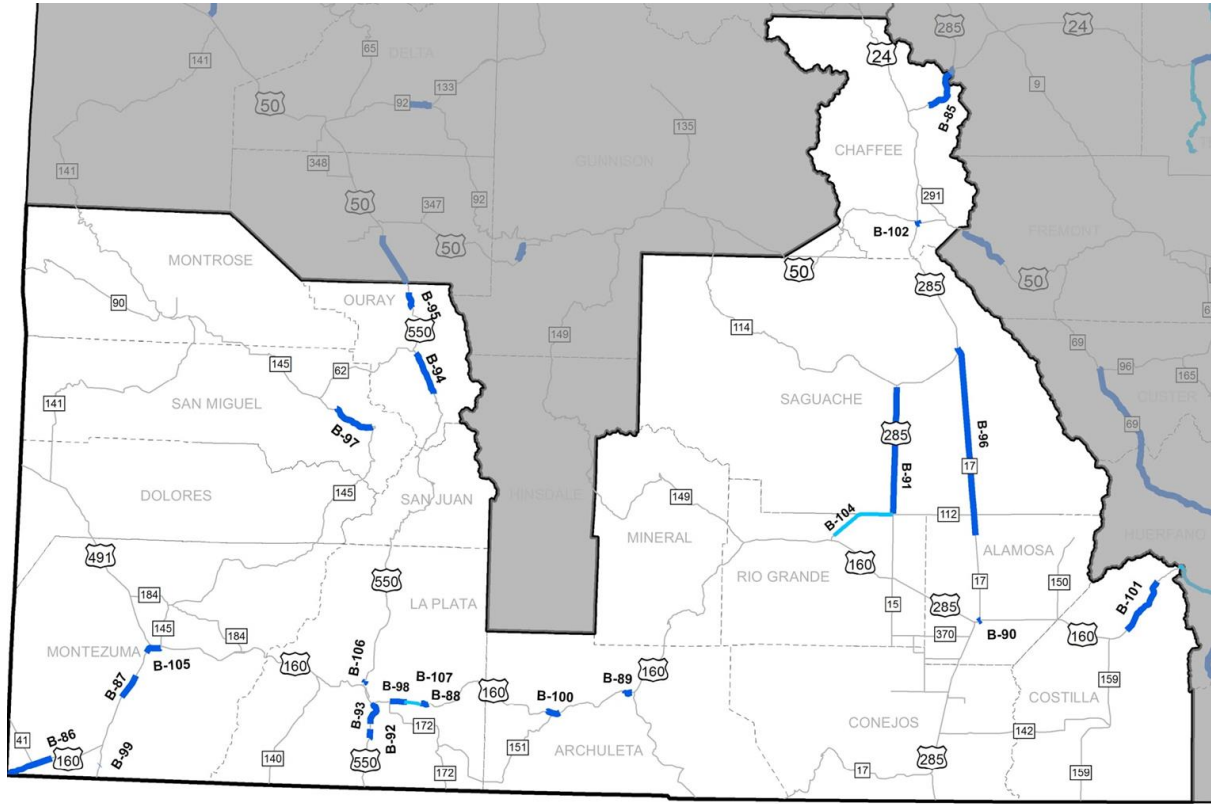 65
DELTA
141
24
285
24
9
133
92
50
50
135
CHAFFEE
B-85
GUNNISON
141
348
92
50
347
291
50
B-102
FREMONT
50
50
MONTROSE
OURAY
B-95
550
285
90
149
114
69
145
62
B-94
96
165
141
SAN MIGUEL
SAGUACHE
CUSTER
B-97
285
B-96
69
17
B-91
DOLORES
145
SAN JUAN
HINSDALE
149
B-104
112
MINERAL
HUERFANO
491
160
ALAMOSA
550
RIO GRANDE
17
150
B-101
184
LA PLATA
15
285
145
184
370
B-90
160
MONTEZUMA
B-105
160
B-106
160
B-87
B-107
B-89
159
B-98
B-88
160
B-100
COSTILLA
B-93
172
CONEJOS
B-92
41
B-86
160
B-99
140
550
172
151
ARCHULETA
285
142
17
159